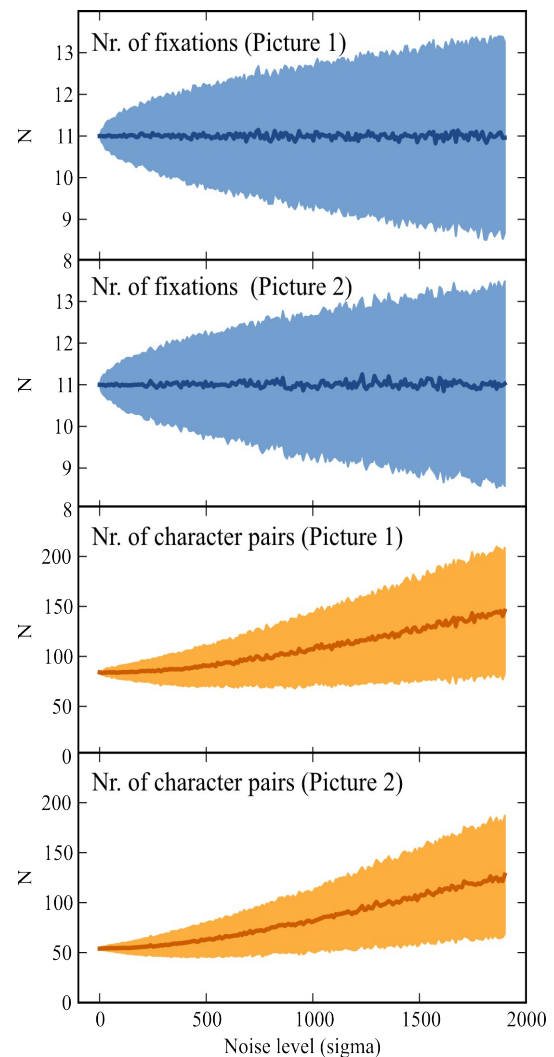 Nr. of fixations (Picture 1)
13
12
11
10
9
8
N
Nr. of fixations (Picture 2)
13
12
11
10
9
8
N
Nr. of character pairs (Picture 1)
200
150
100
50
0
N
Nr. of character pairs (Picture 2)
200
150
100
50
0
N
0 500 1000 1500 2000
Noise level (sigma)